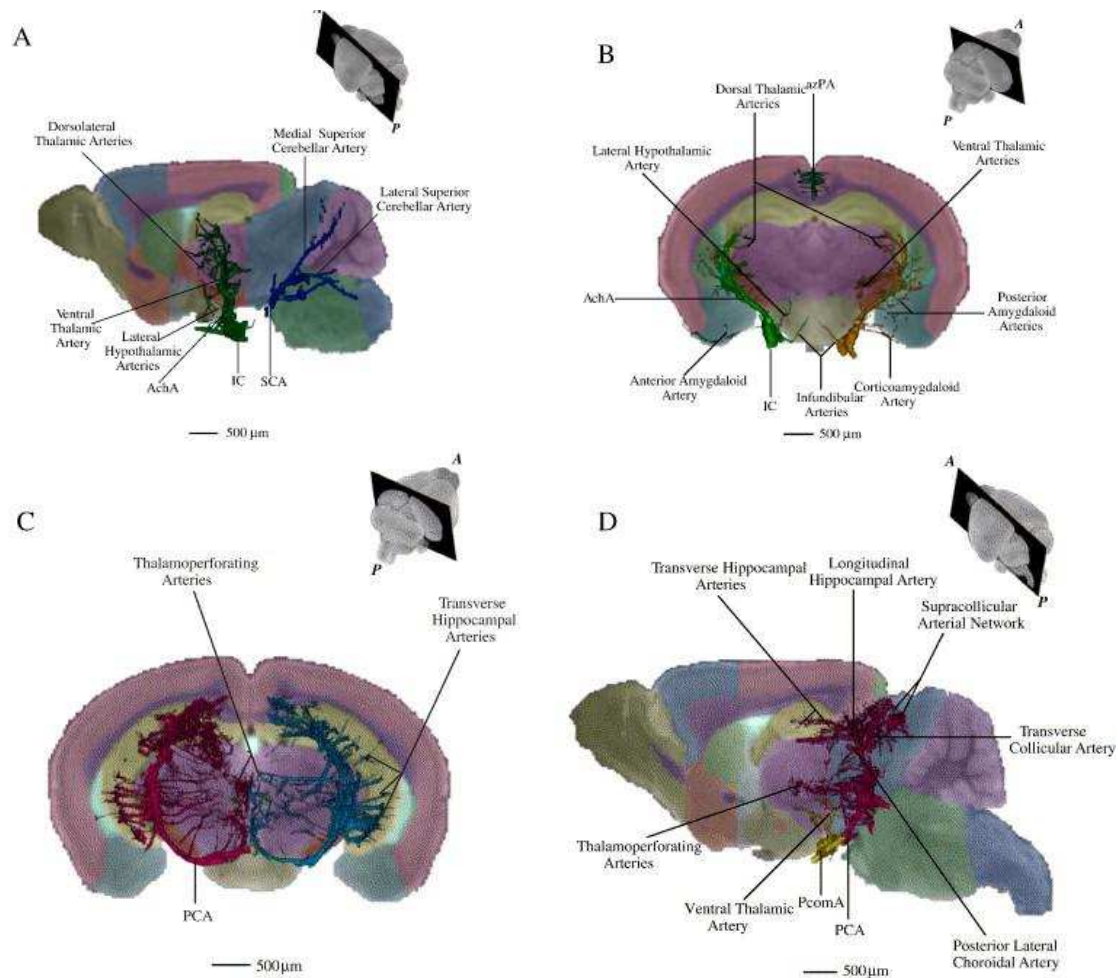 A
P
Dorsolateral
Thalamic Arteries
Medial Superior
Cerebellar Artery
Lateral Superior
Cerebellar Artery
Ventral
Thalamic
Artery
Lateral
Hypothalamic
Arteries
AchA
IC
SCA
500 µm
B
A
P
Dorsal Thalamic
Arteries
azPA
Lateral Hypothalamic
Artery
Ventral Thalamic
Arteries
AchA
Posterior
Amygdaloid
Arteries
Anterior Amygdaloid
Artery
IC
Infundibular
Arteries
Corticoamygdaloid
Artery
500 µm
C
A
P
Thalamoperforating
Arteries
Transverse
Hippocampal
Arteries
PCA
500µm
D
A
P
Transverse Hippocampal
Arteries
Longitudinal
Hippocampal Artery
Supracollicular
Arterial Network
Transverse
Collicular Artery
Thalamoperforating
Arteries
Ventral Thalamic
Artery
PcomA
PCA
Posterior Lateral
Choroidal Artery
500 µm